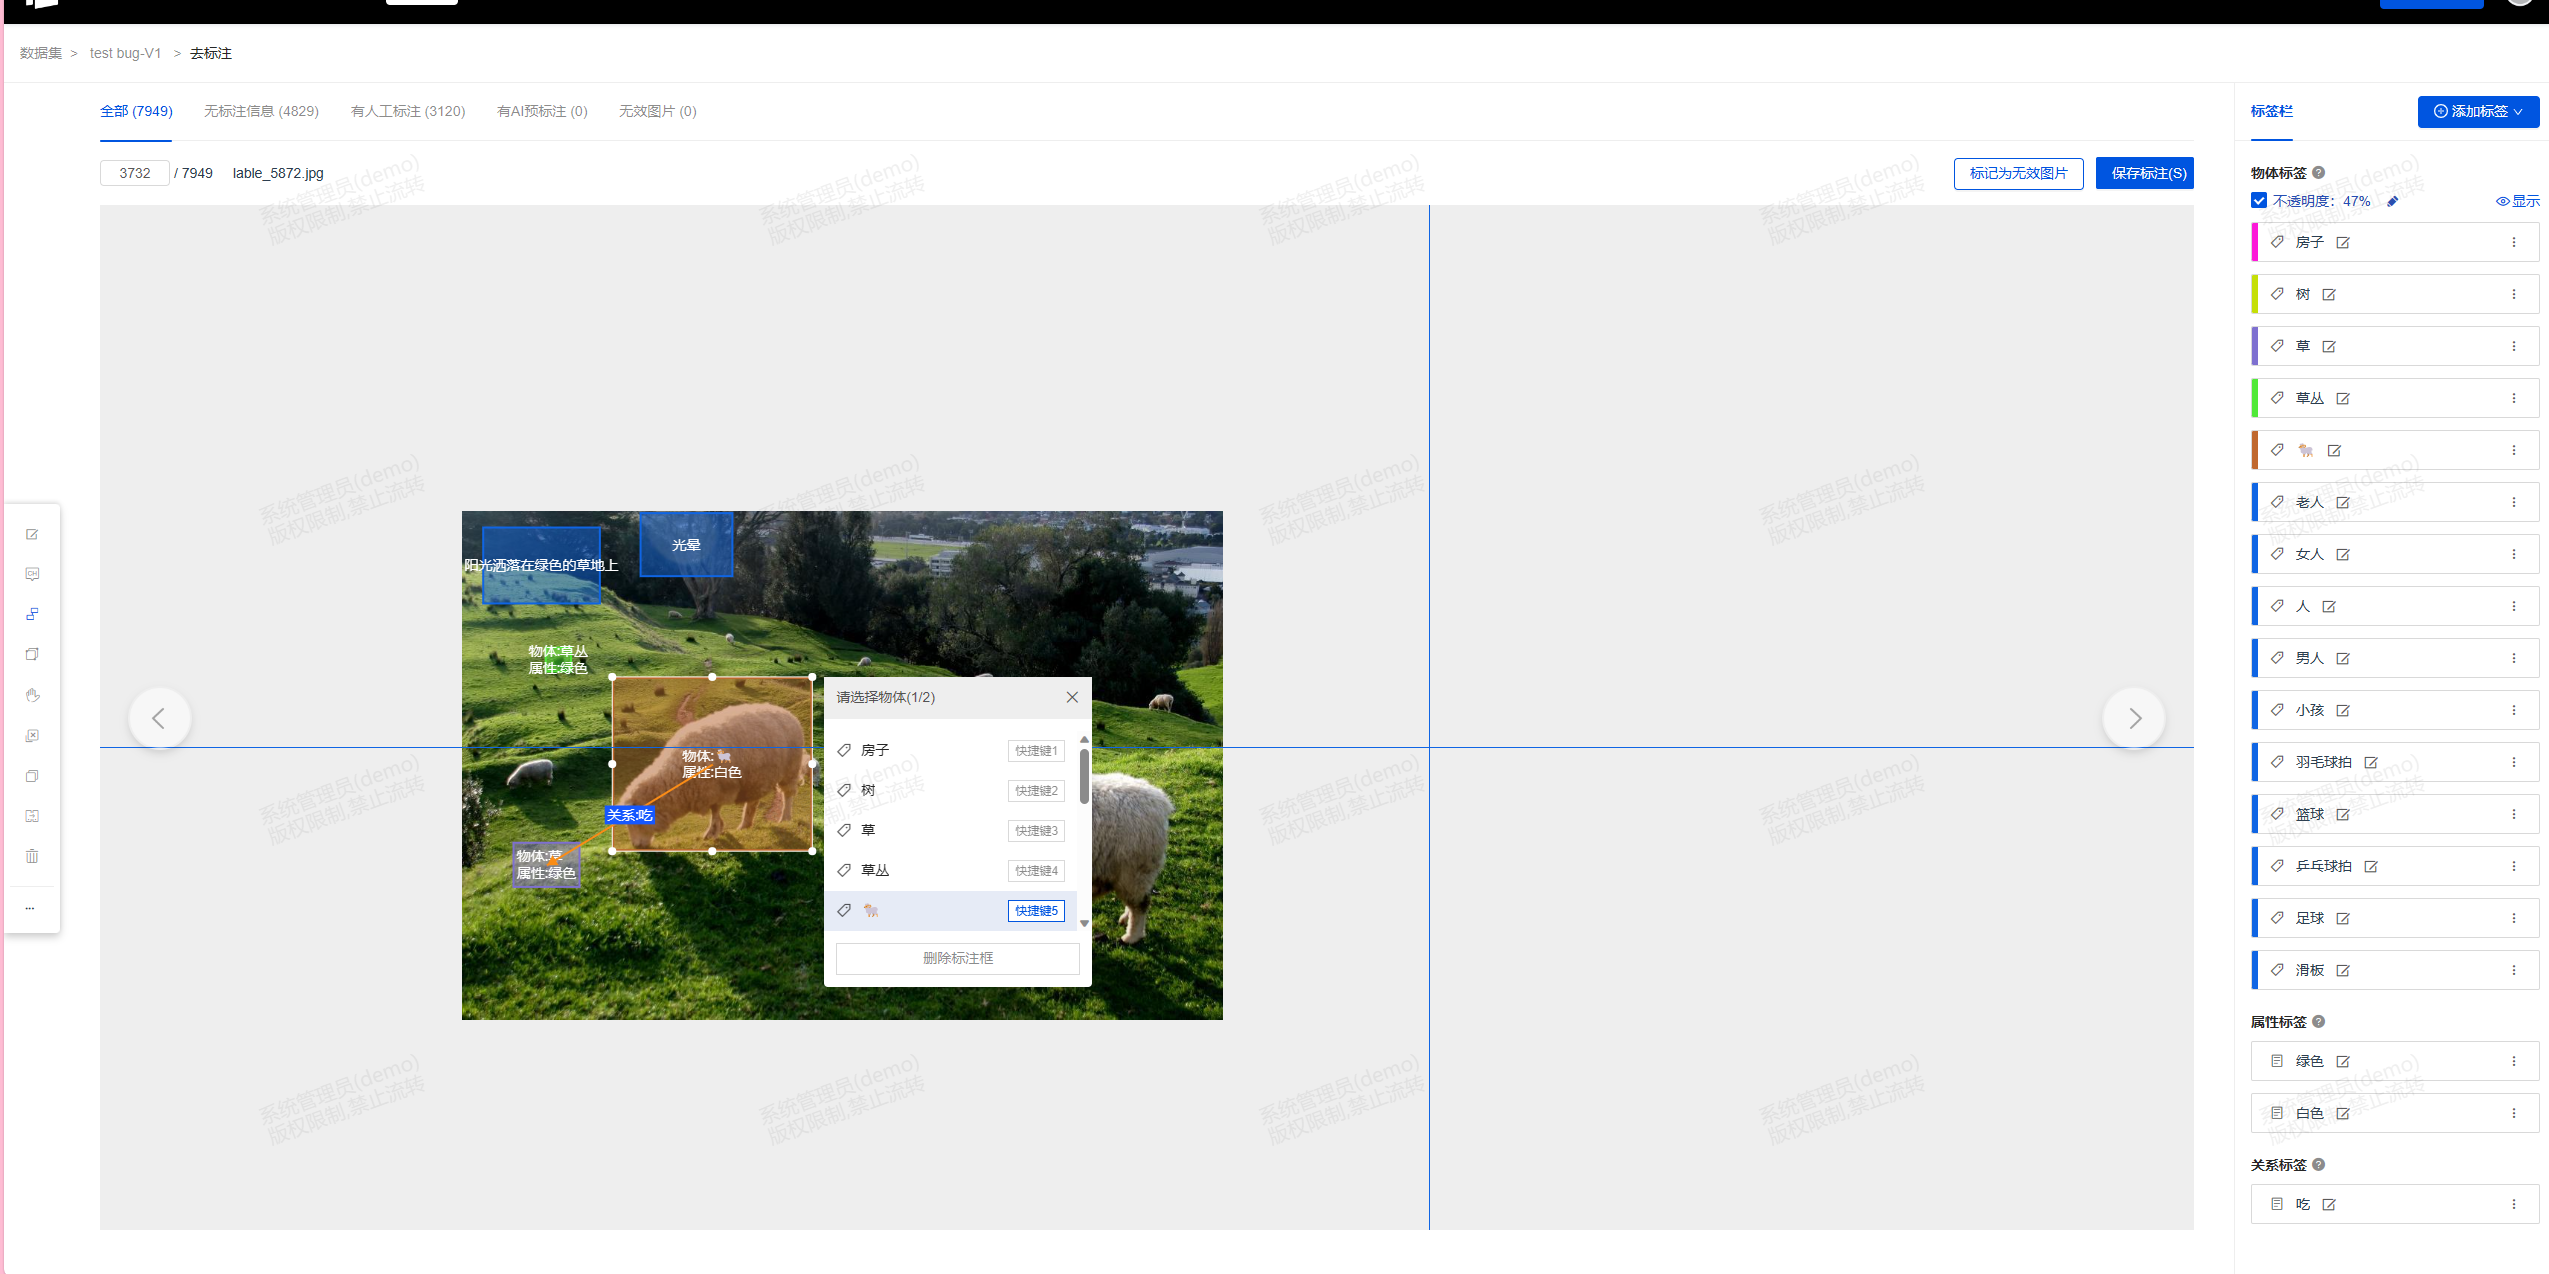 数据集 > test bug-V1 > 去标注
全部 (7949) 无标注信息 (4829) 有人工标注 (3120) 有AI预标注 (0) 无效图片 (0)
3732 / 7949 lable_5872.jpg
标记为无效图片 保存标注(S)
阳光洒落在绿色的草地上
光晕
物体:草丛
属性:绿色
物体:🐐
属性:白色
关系:吃
物体:草
属性:绿色
请选择物体(1/2)
房子 快捷键1
树 快捷键2
草 快捷键3
草丛 快捷键4
🐐 快捷键5
删除标注框
标签栏 添加标签
物体标签
不透明度：47% 显示
房子
树
草
草丛
🐐
老人
女人
人
男人
小孩
羽毛球拍
篮球
乒乓球拍
足球
滑板
属性标签
绿色
白色
关系标签
吃
系统管理员(demo)
版权限制,禁止流转